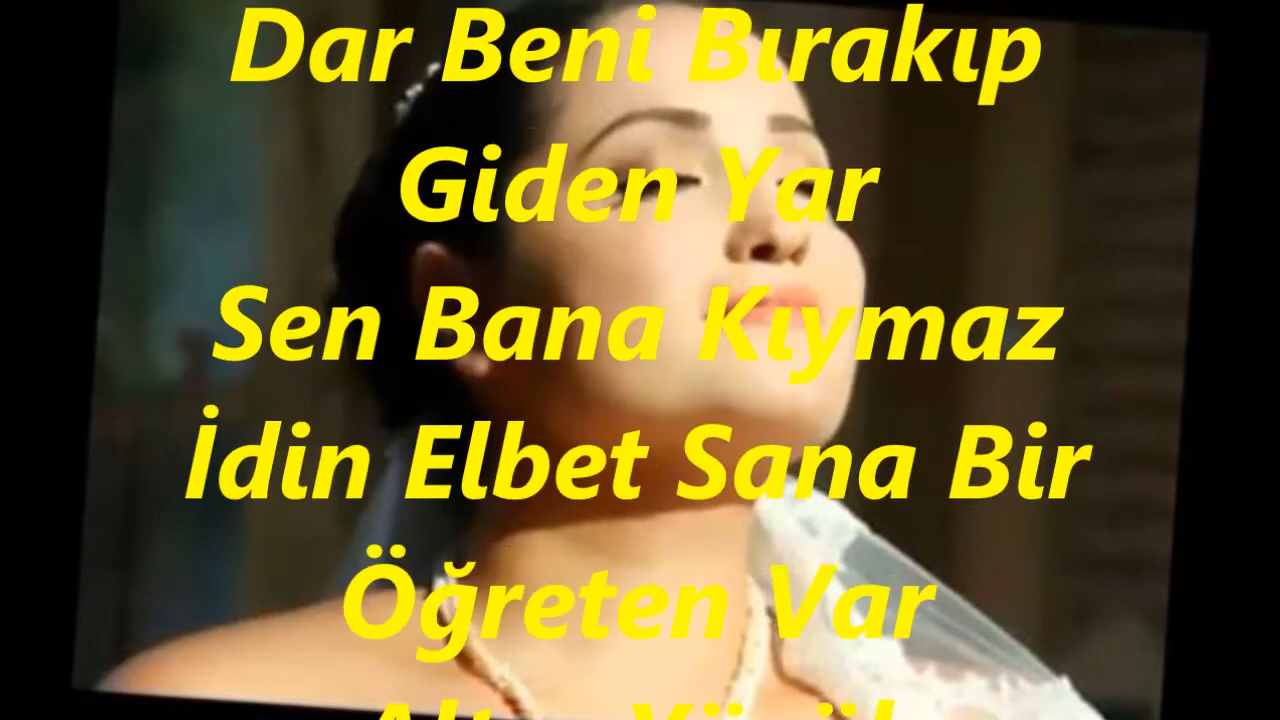 Dar Beni Bırakıp
Giden Yar
Sen Bana Kıymaz
İdin Elbet Sana Bir
Öğreten Var